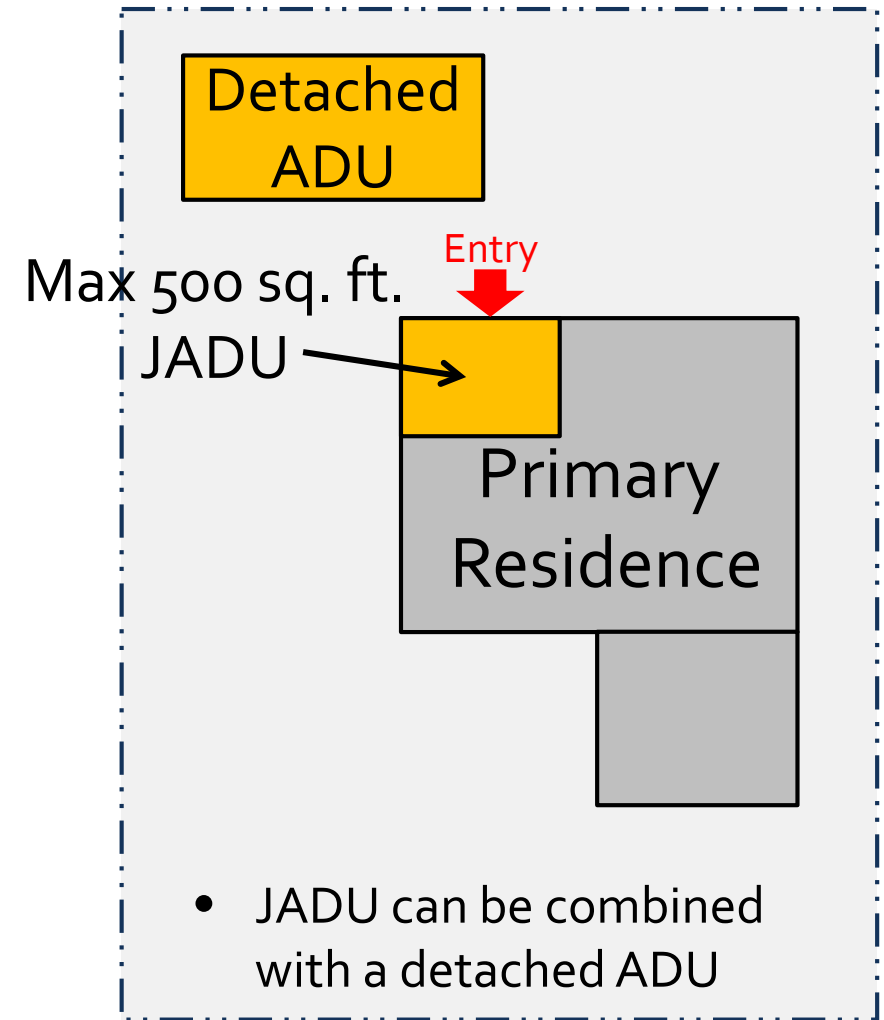 Detached
ADU
Entry
Max 500 sq. ft.
JADU
Primary
Residence
• JADU can be combined
with a detached ADU